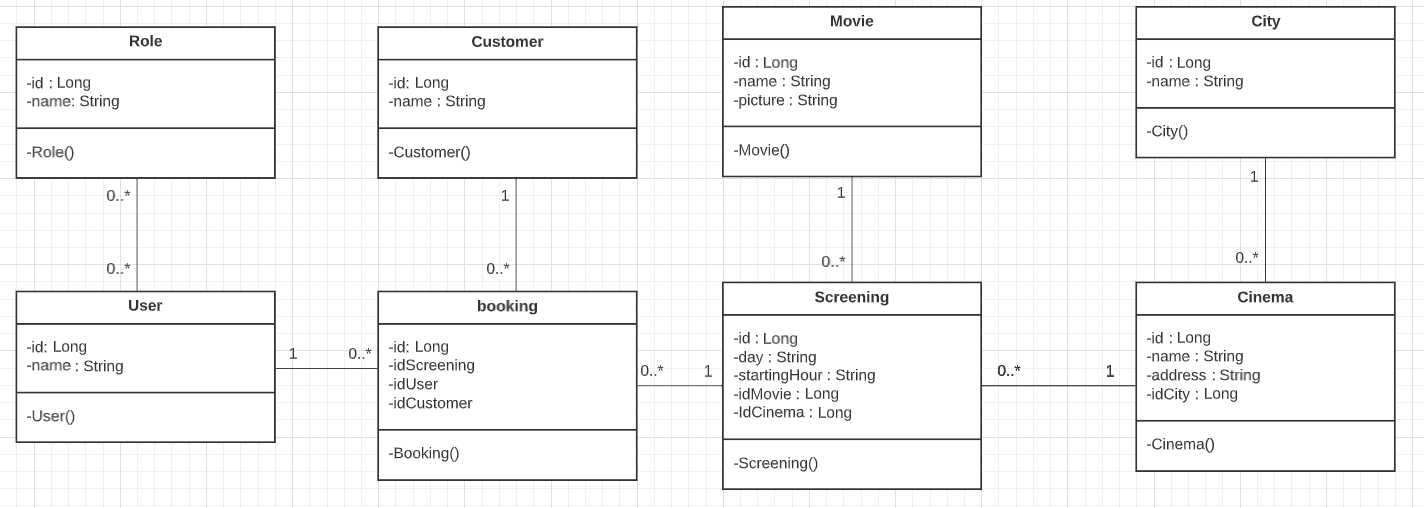 Role
-id : Long
-name: String
-Role()
0..*
0..*
Customer
-id: Long
-name : String
-Customer()
1
0..*
Movie
-id : Long
-name : String
-picture : String
-Movie()
1
0..*
City
-id : Long
-name : String
-City()
1
0..*
User
-id: Long
-name : String
-User()
1
0..*
booking
-id: Long
-idScreening
-idUser
-idCustomer
-Booking()
0..*
1
Screening
-id : Long
-day : String
-startingHour : String
-idMovie : Long
-IdCinema : Long
-Screening()
0..*
1
Cinema
-id : Long
-name : String
-address : String
-idCity : Long
-Cinema()